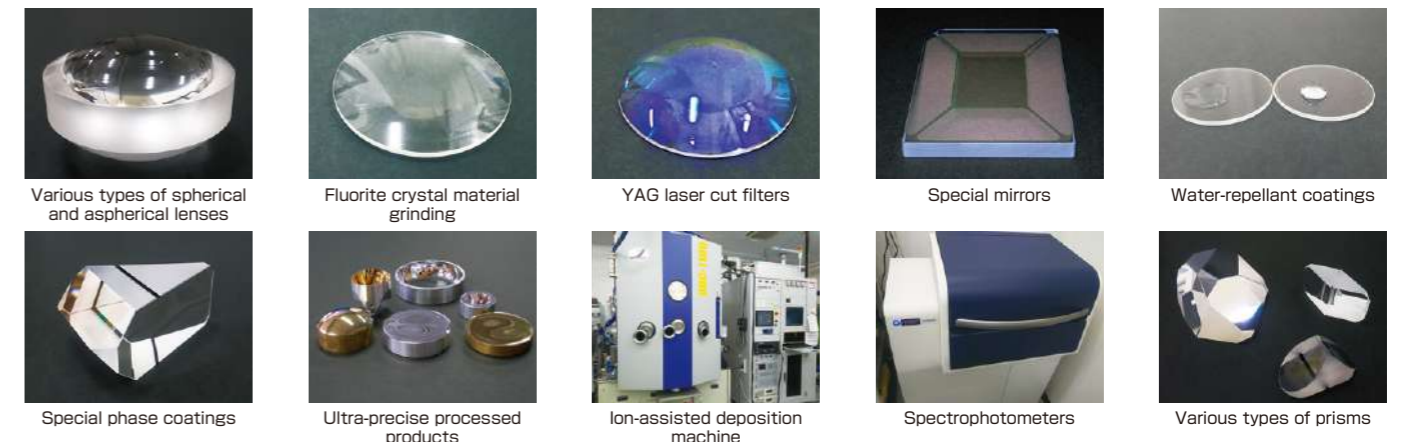 Various types of spherical
and aspherical lenses
Fluorite crystal material
grinding
YAG laser cut filters
Special mirrors
Water-repellant coatings
Special phase coatings
Ultra-precise processed
products
Ion-assisted deposition
machine
Spectrophotometers
Various types of prisms